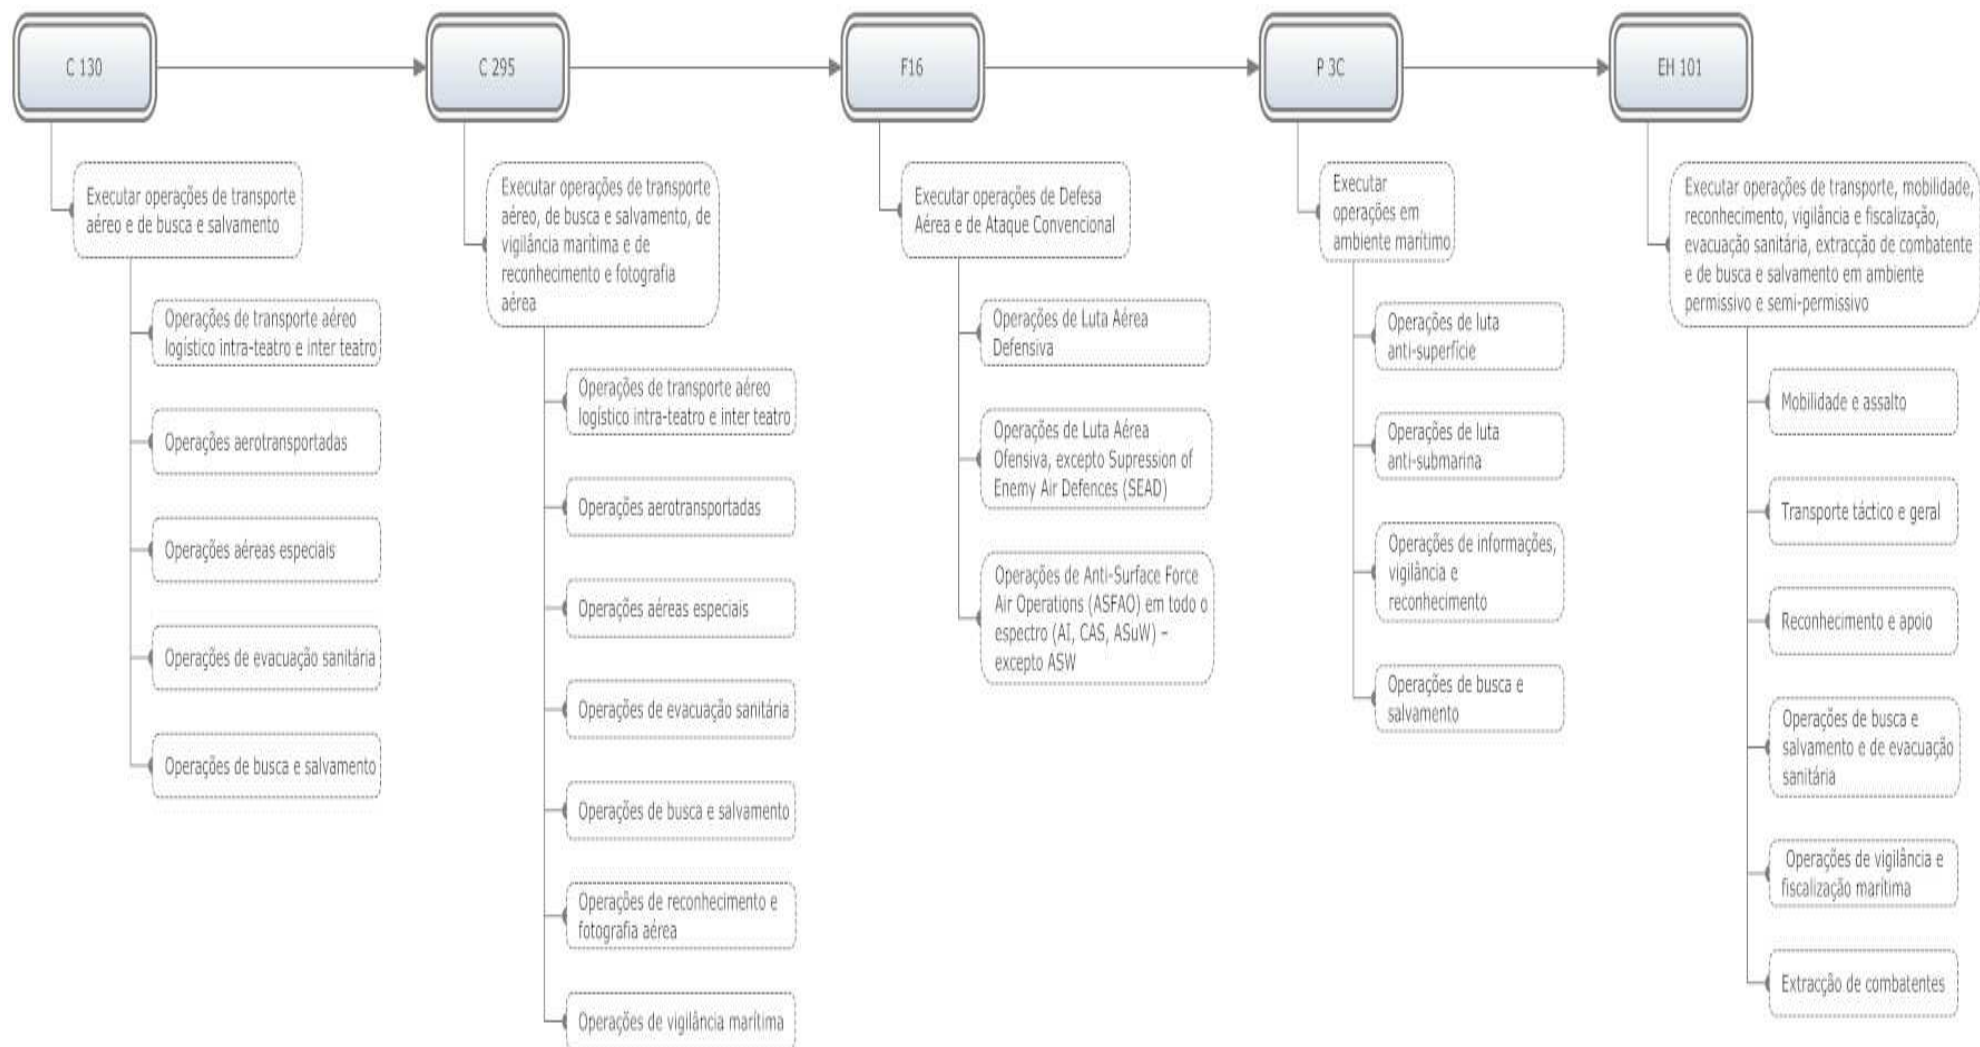 C 130
Executar operações de transporte
aéreo e de busca e salvamento
Operações de transporte aéreo
logístico intra-teatro e inter teatro
Operações aerotransportadas
Operações aéreas especiais
Operações de evacuação sanitária
Operações de busca e salvamento
C 295
Executar operações de transporte
aéreo, de busca e salvamento, de
vigilância marítima e de
reconhecimento e fotografia
aérea
Operações de transporte aéreo
logístico intra-teatro e inter teatro
Operações aerotransportadas
Operações aéreas especiais
Operações de evacuação sanitária
Operações de busca e salvamento
Operações de reconhecimento e
fotografia aérea
Operações de vigilância marítima
F16
Executar operações de Defesa
Aérea e de Ataque Convencional
Operações de Luta Aérea
Defensiva
Operações de Luta Aérea
Ofensiva, excepto Supression of
Enemy Air Defences (SEAD)
Operações de Anti-Surface Force
Air Operations (ASFAO) em todo o
espectro (AI, CAS, ASuW) –
excepto ASW
P 3C
Executar
operações em
ambiente marítimo
Operações de luta
anti-superfície
Operações de luta
anti-submarina
Operações de informações,
vigilância e
reconhecimento
Operações de busca e
salvamento
EH 101
Executar operações de transporte, mobilidade,
reconhecimento, vigilância e fiscalização,
evacuação sanitária, extracção de combatente
e de busca e salvamento em ambiente
permissivo e semi-permissivo
Mobilidade e assalto
Transporte táctico e geral
Reconhecimento e apoio
Operações de busca e
salvamento e de evacuação
sanitária
Operações de vigilância e
fiscalização marítima
Extracção de combatentes